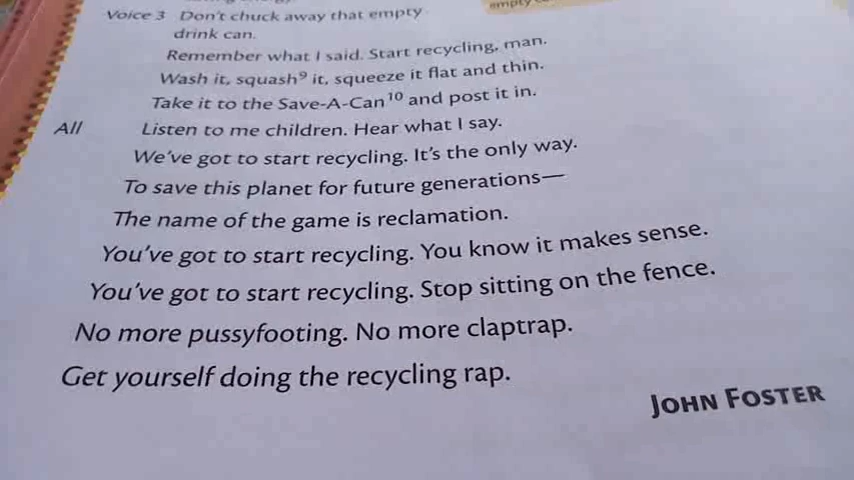 Voice 3 Don't chuck away that empty
drink can.
Remember what I said. Start recycling, man.
Wash it, squash⁹ it, squeeze it flat and thin.
Take it to the Save-A-Can¹⁰ and post it in.
All Listen to me children. Hear what I say.
We've got to start recycling. It's the only way.
To save this planet for future generations—
The name of the game is reclamation.
You've got to start recycling. You know it makes sense.
You've got to start recycling. Stop sitting on the fence.
No more pussyfooting. No more claptrap.
Get yourself doing the recycling rap.
JOHN FOSTER